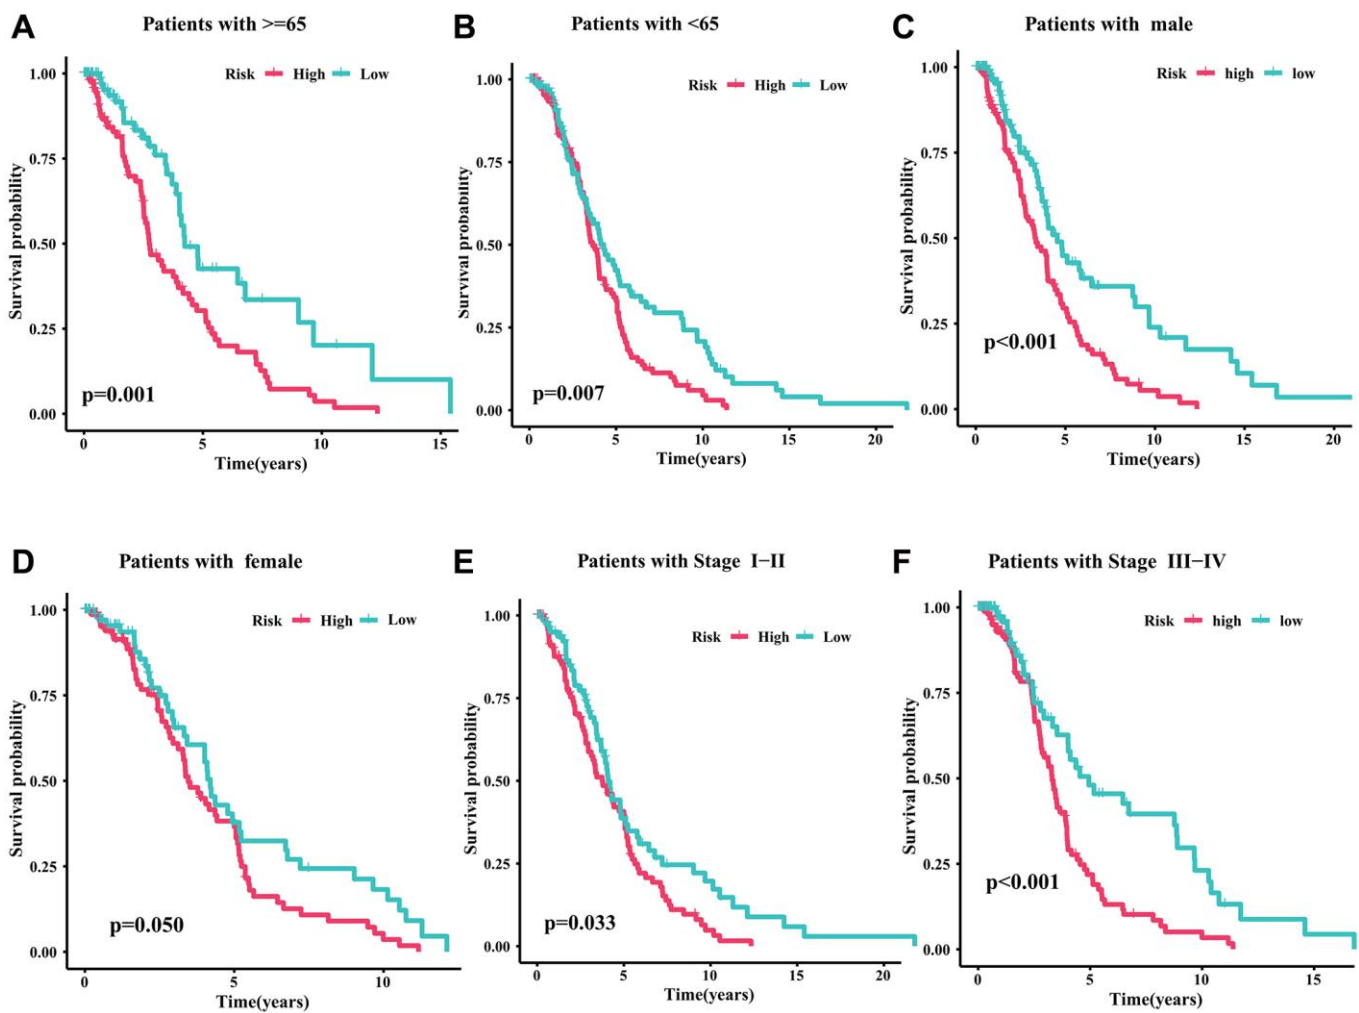 A Patients with >=65
Risk High Low
1.00
0.75
0.50
0.25
0.00
Survival probability
p=0.001
0 5 10 15
Time(years)
B Patients with <65
Risk High Low
1.00
0.75
0.50
0.25
0.00
Survival probability
p=0.007
0 5 10 15 20
Time(years)
C Patients with male
Risk high low
1.00
0.75
0.50
0.25
0.00
Survival probability
p<0.001
0 5 10 15 20
Time(years)
D Patients with female
Risk High Low
1.00
0.75
0.50
0.25
0.00
Survival probability
p=0.050
0 5 10
Time(years)
E Patients with Stage I−II
Risk High Low
1.00
0.75
0.50
0.25
0.00
Survival probability
p=0.033
0 5 10 15 20
Time(years)
F Patients with Stage III−IV
Risk high low
1.00
0.75
0.50
0.25
0.00
Survival probability
p<0.001
0 5 10 15
Time(years)